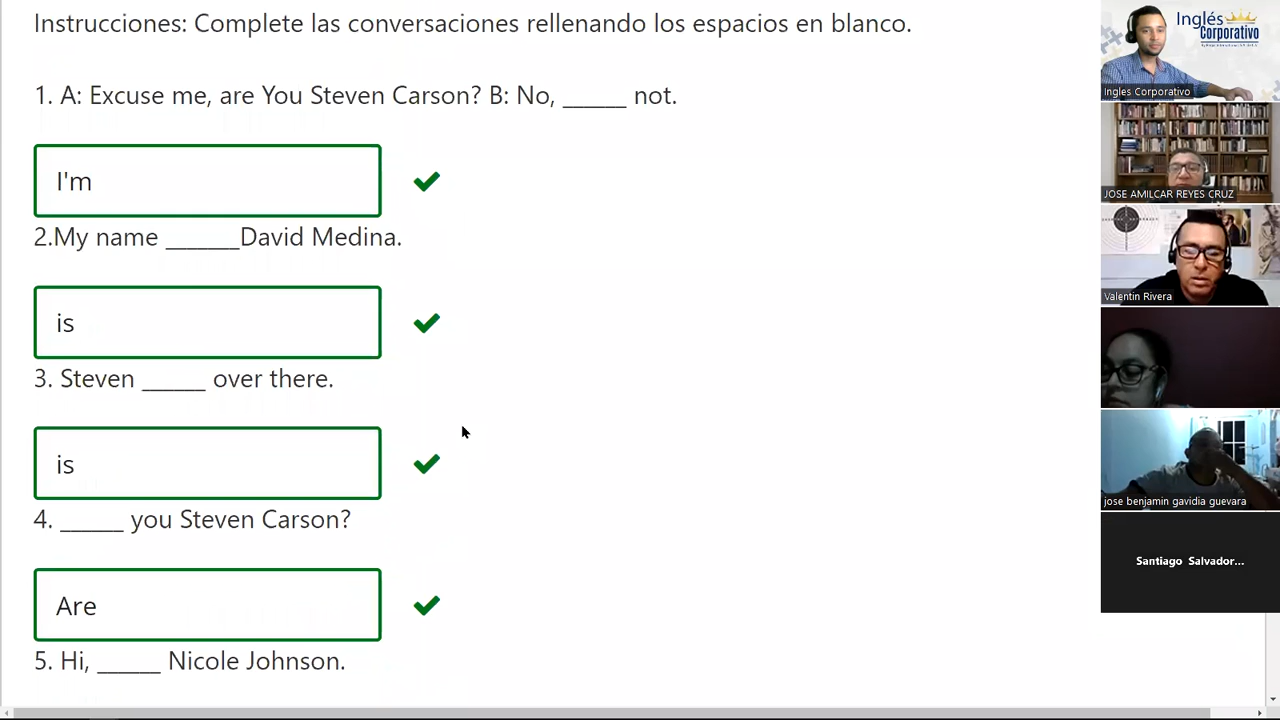 Instrucciones: Complete las conversaciones rellenando los espacios en blanco.
1. A: Excuse me, are You Steven Carson? B: No, ______ not.
I'm
2.My name _______David Medina.
is
3. Steven ______ over there.
is
4. ______ you Steven Carson?
Are
5. Hi, ______ Nicole Johnson.
Inglés
Corporativo
Ingles Corporativo
JOSE AMILCAR REYES CRUZ
Valentin Rivera
jose benjamin gavidia guevara
Santiago Salvador...